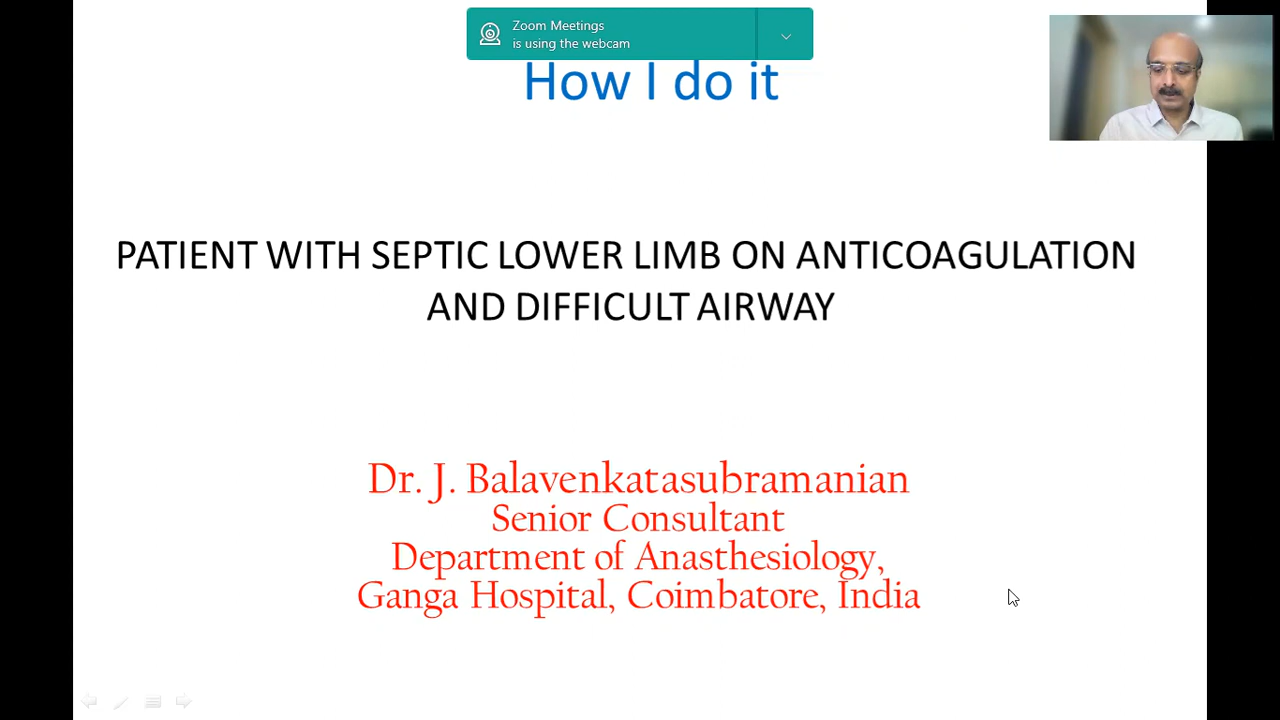 Zoom Meetings
is using the webcam
How I do it
PATIENT WITH SEPTIC LOWER LIMB ON ANTICOAGULATION
AND DIFFICULT AIRWAY
Dr. J. Balavenkatasubramanian
Senior Consultant
Department of Anasthesiology,
Ganga Hospital, Coimbatore, India